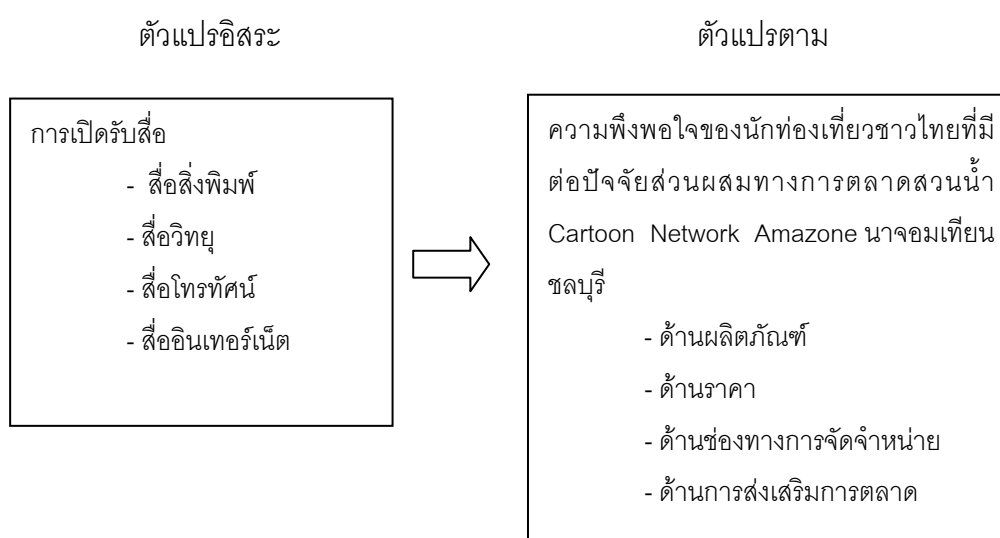 ตัวแปรอิสระ
ตัวแปรตาม
การเปิดรับสื่อ
- สื่อสิ่งพิมพ์
- สื่อวิทยุ
- สื่อโทรทัศน์
- สื่ออินเทอร์เน็ต
ความพึงพอใจของนักท่องเที่ยวชาวไทยที่มี
ต่อปัจจัยส่วนผสมทางการตลาดสวนน้ำ
Cartoon Network Amazone นาจอมเทียน
ชลบุรี
- ด้านผลิตภัณฑ์
- ด้านราคา
- ด้านช่องทางการจัดจำหน่าย
- ด้านการส่งเสริมการตลาด